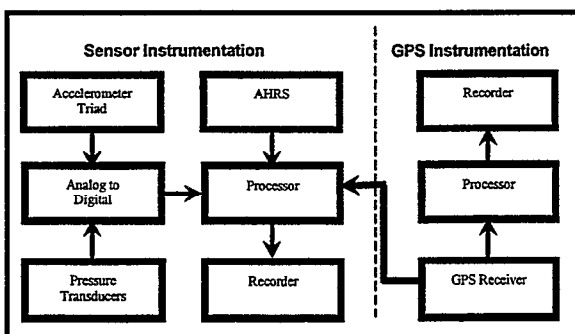 Sensor Instrumentation
GPS Instrumentation
Accelerometer
Triad
AHRS
Recorder
Analog to
Digital
Processor
Processor
Pressure
Transducers
Recorder
GPS Receiver